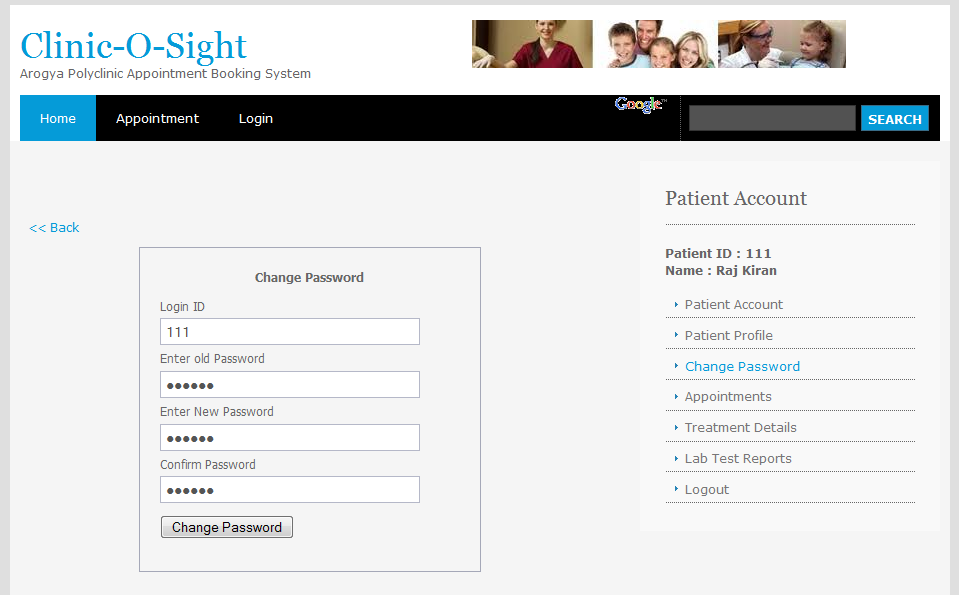 Clinic-O-Sight
Arogya Polyclinic Appointment Booking System
Home Appointment Login Google™ SEARCH
<< Back
Change Password
Login ID
111
Enter old Password
••••••
Enter New Password
••••••
Confirm Password
••••••
Change Password
Patient Account
Patient ID : 111
Name : Raj Kiran
Patient Account
Patient Profile
Change Password
Appointments
Treatment Details
Lab Test Reports
Logout